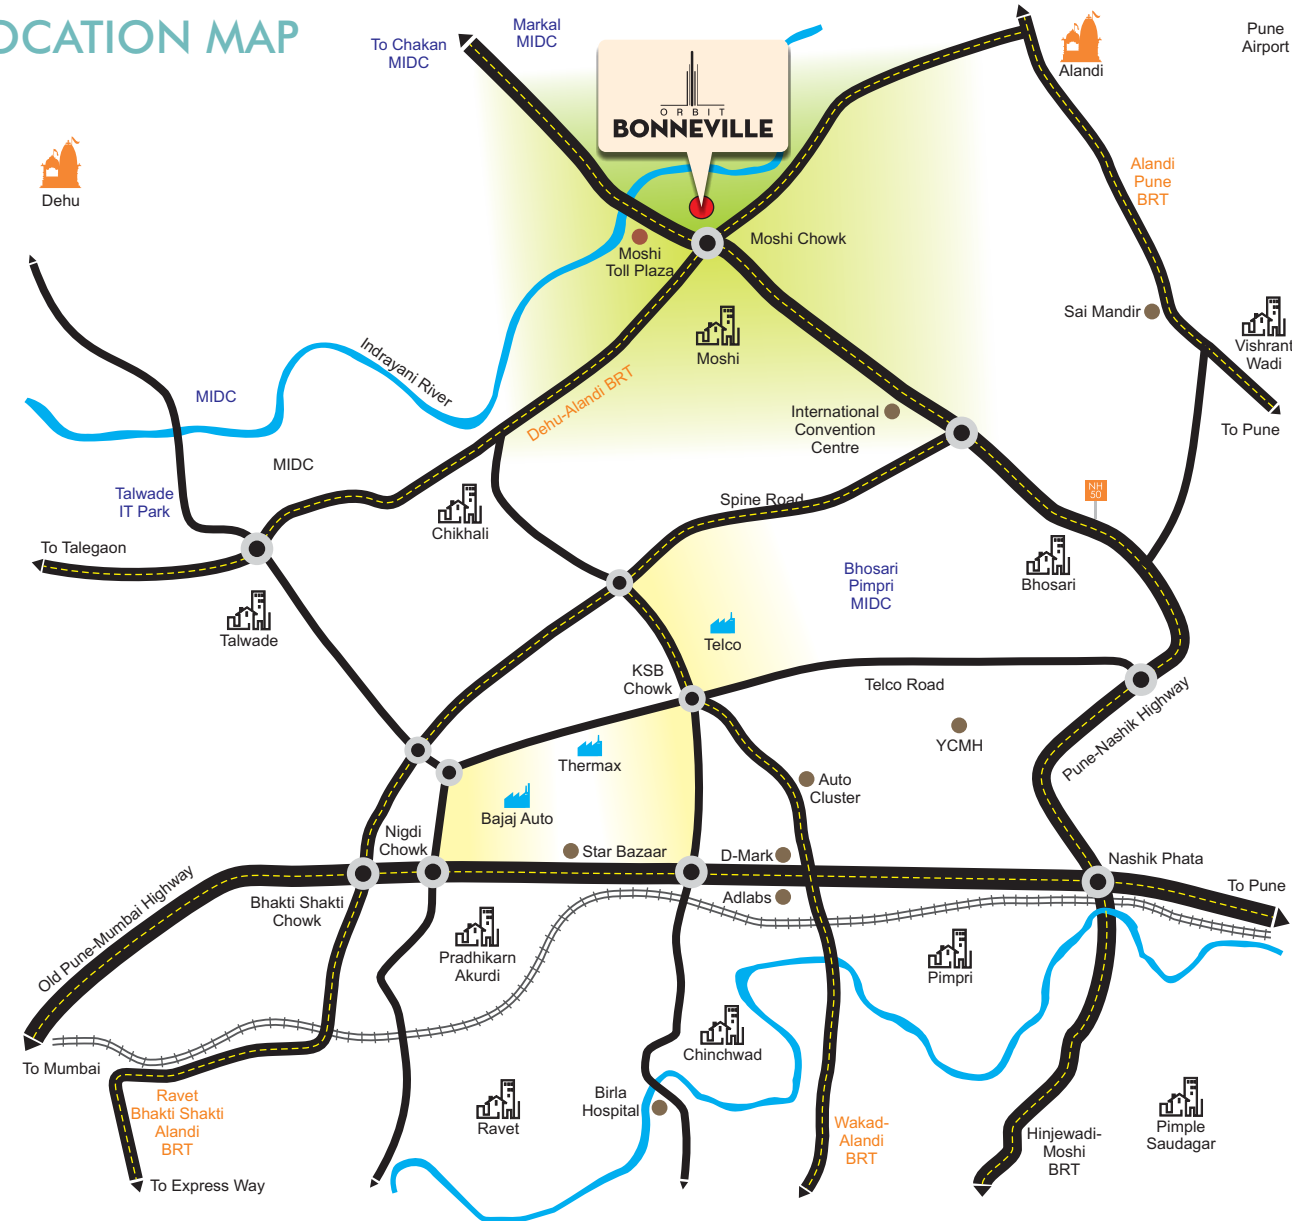 OCATION MAP
To Chakan
MIDC
Markal
MIDC
ORBIT
BONNEVILLE
Alandi
Pune
Airport
Dehu
Alandi
Pune
BRT
Moshi Chowk
Moshi
Toll Plaza
Sai Mandir
Vishrant
Wadi
Moshi
Indrayani River
MIDC
Dehu-Alandi BRT
International
Convention
Centre
To Pune
MIDC
Talwade
IT Park
NH
50
Spine Road
Chikhali
To Talegaon
Bhosari
Pimpri
MIDC
Bhosari
Talwade
Telco
KSB
Chowk
Telco Road
Pune-Nashik Highway
YCMH
Thermax
Auto
Cluster
Bajaj Auto
Nigdi
Chowk
Star Bazaar
D-Mark
Nashik Phata
To Pune
Adlabs
Bhakti Shakti
Chowk
Old Pune-Mumbai Highway
Pradhikarn
Akurdi
Pimpri
Chinchwad
To Mumbai
Ravet
Bhakti Shakti
Alandi
BRT
Birla
Hospital
Ravet
Wakad-
Alandi
BRT
Hinjewadi-
Moshi
BRT
Pimple
Saudagar
To Express Way